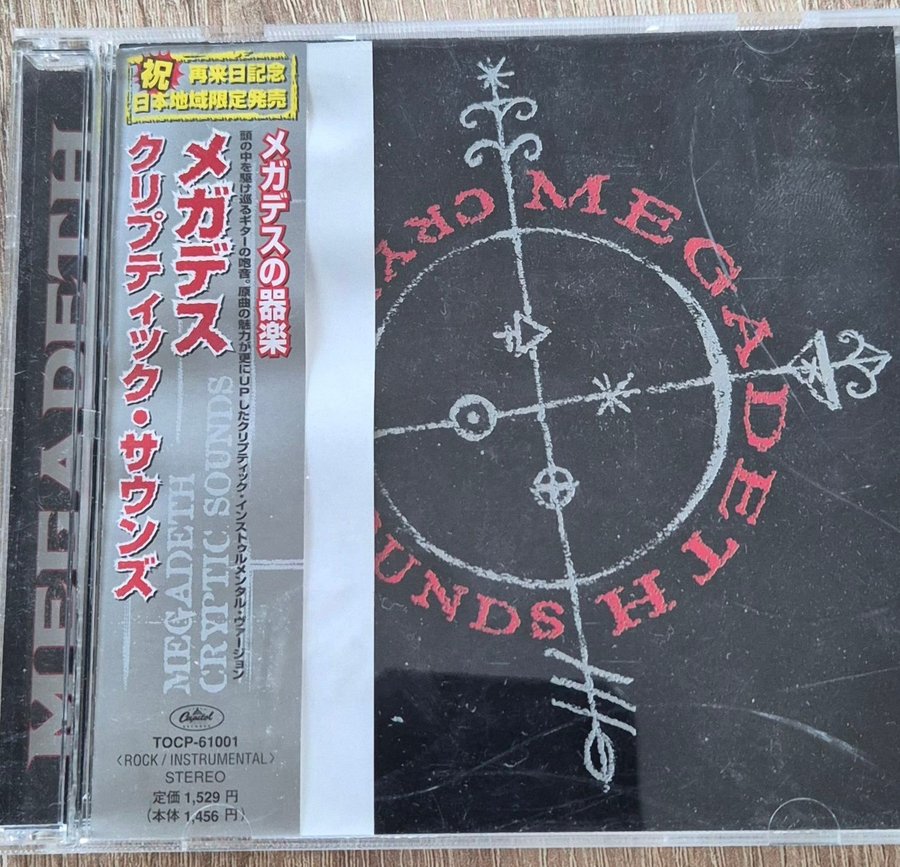 MEGADETH
祝 再来日記念
日本地域限定発売
メガデスの器楽
頭の中を駆け巡るギターの咆音。原曲の魅力が更にUPしたクリプティック・インストゥルメンタル・ヴァージョン
メガデス
クリプティック・サウンズ
MEGADETH
CRYPTIC SOUNDS
Capitol
RECORDS
TOCP-61001
〈ROCK / INSTRUMENTAL〉
STEREO
定価 1,529 円
(本体 1,456 円)
MEGADETH
CRY
UNDS